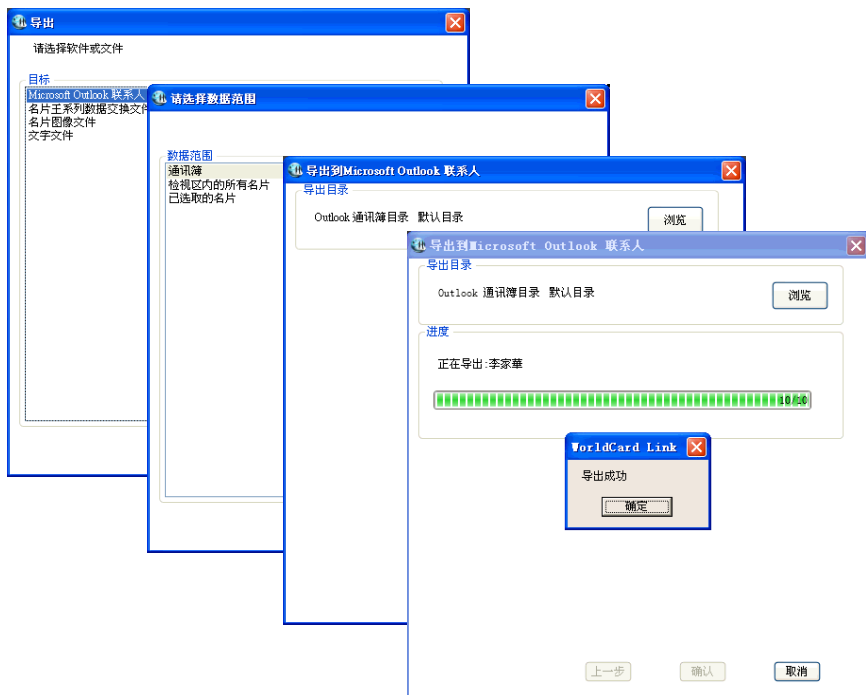 导出
请选择软件或文件
目标
Microsoft Outlook 联系人
名片王系列数据交换文件
名片图像文件
文字文件
请选择数据范围
数据范围
通讯簿
检视区内的所有名片
已选取的名片
导出到Microsoft Outlook 联系人
导出目录
Outlook 通讯簿目录 默认目录
浏览
导出到Microsoft Outlook 联系人
导出目录
Outlook 通讯簿目录 默认目录
浏览
进度
正在导出:李家華
10/10
WorldCard Link
导出成功
确定
上一步 确认 取消